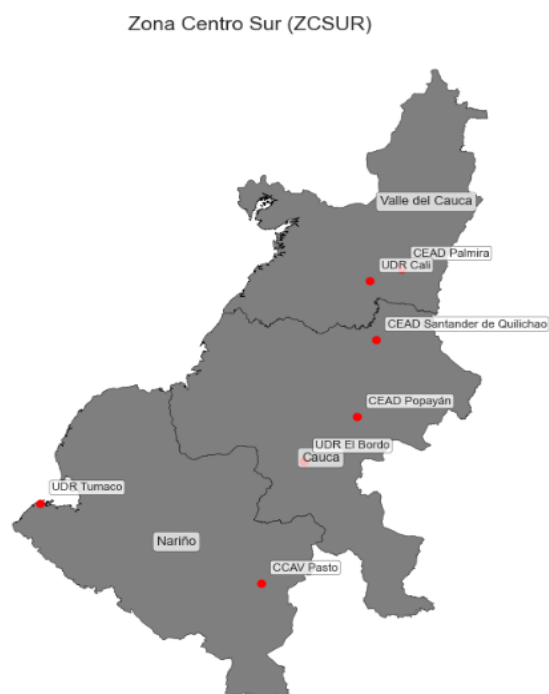 Zona Centro Sur (ZCSUR)
Valle del Cauca
CEAD Palmira
UDR Cali
CEAD Santander de Quilichao
CEAD Popayán
UDR El Bordo
Cauca
UDR Tumaco
Nariño
CCAV Pasto